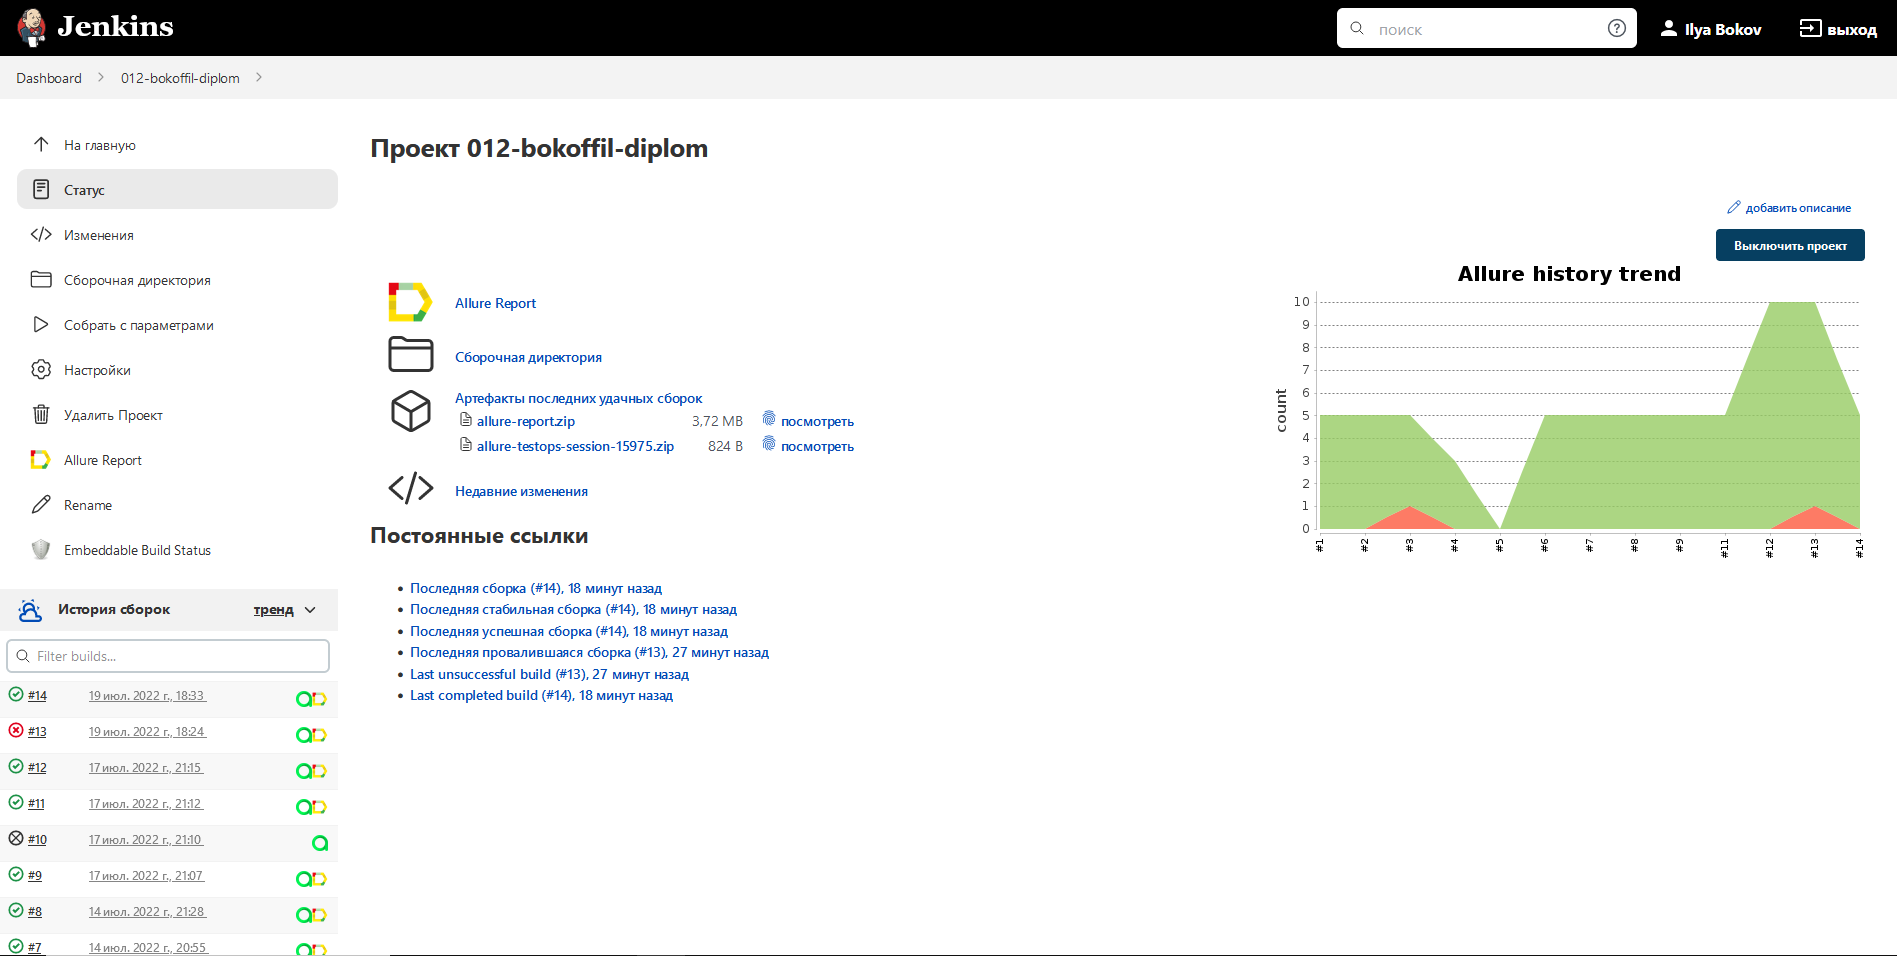 Jenkins
поиск
Ilya Bokov
выход
Dashboard
012-bokoffil-diplom
На главную
Статус
Изменения
Сборочная директория
Собрать с параметрами
Настройки
Удалить Проект
Allure Report
Rename
Embeddable Build Status
История сборок
тренд
Filter builds...
#14 19 июл. 2022 г., 18:33
#13 19 июл. 2022 г., 18:24
#12 17 июл. 2022 г., 21:15
#11 17 июл. 2022 г., 21:12
#10 17 июл. 2022 г., 21:10
#9 17 июл. 2022 г., 21:07
#8 14 июл. 2022 г., 21:28
#7 14 июл. 2022 г., 20:55
Проект 012-bokoffil-diplom
добавить описание
Выключить проект
Allure Report
Сборочная директория
Артефакты последних удачных сборок
allure-report.zip 3,72 MB посмотреть
allure-testops-session-15975.zip 824 B посмотреть
Недавние изменения
Постоянные ссылки
Последняя сборка (#14), 18 минут назад
Последняя стабильная сборка (#14), 18 минут назад
Последняя успешная сборка (#14), 18 минут назад
Последняя провалившаяся сборка (#13), 27 минут назад
Last unsuccessful build (#13), 27 минут назад
Last completed build (#14), 18 минут назад
Allure history trend
count
10
9
8
7
6
5
4
3
2
1
0
#1 #2 #3 #4 #5 #6 #7 #8 #9 #11 #12 #13 #14